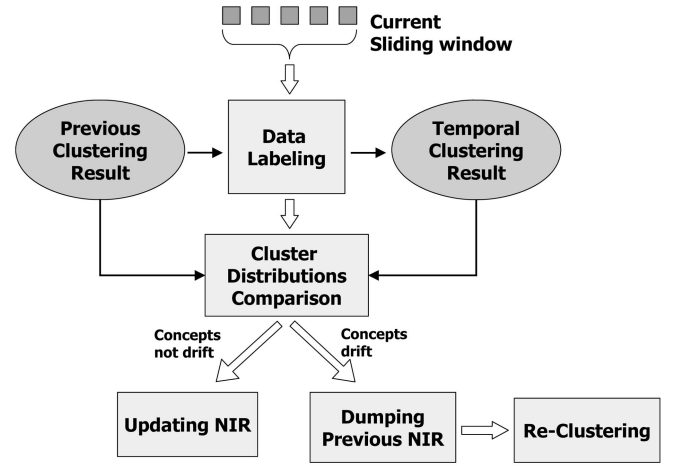 Current
Sliding window
Previous
Clustering
Result
Data
Labeling
Temporal
Clustering
Result
Cluster
Distributions
Comparison
Concepts
not drift
Concepts
drift
Updating NIR
Dumping
Previous NIR
Re-Clustering